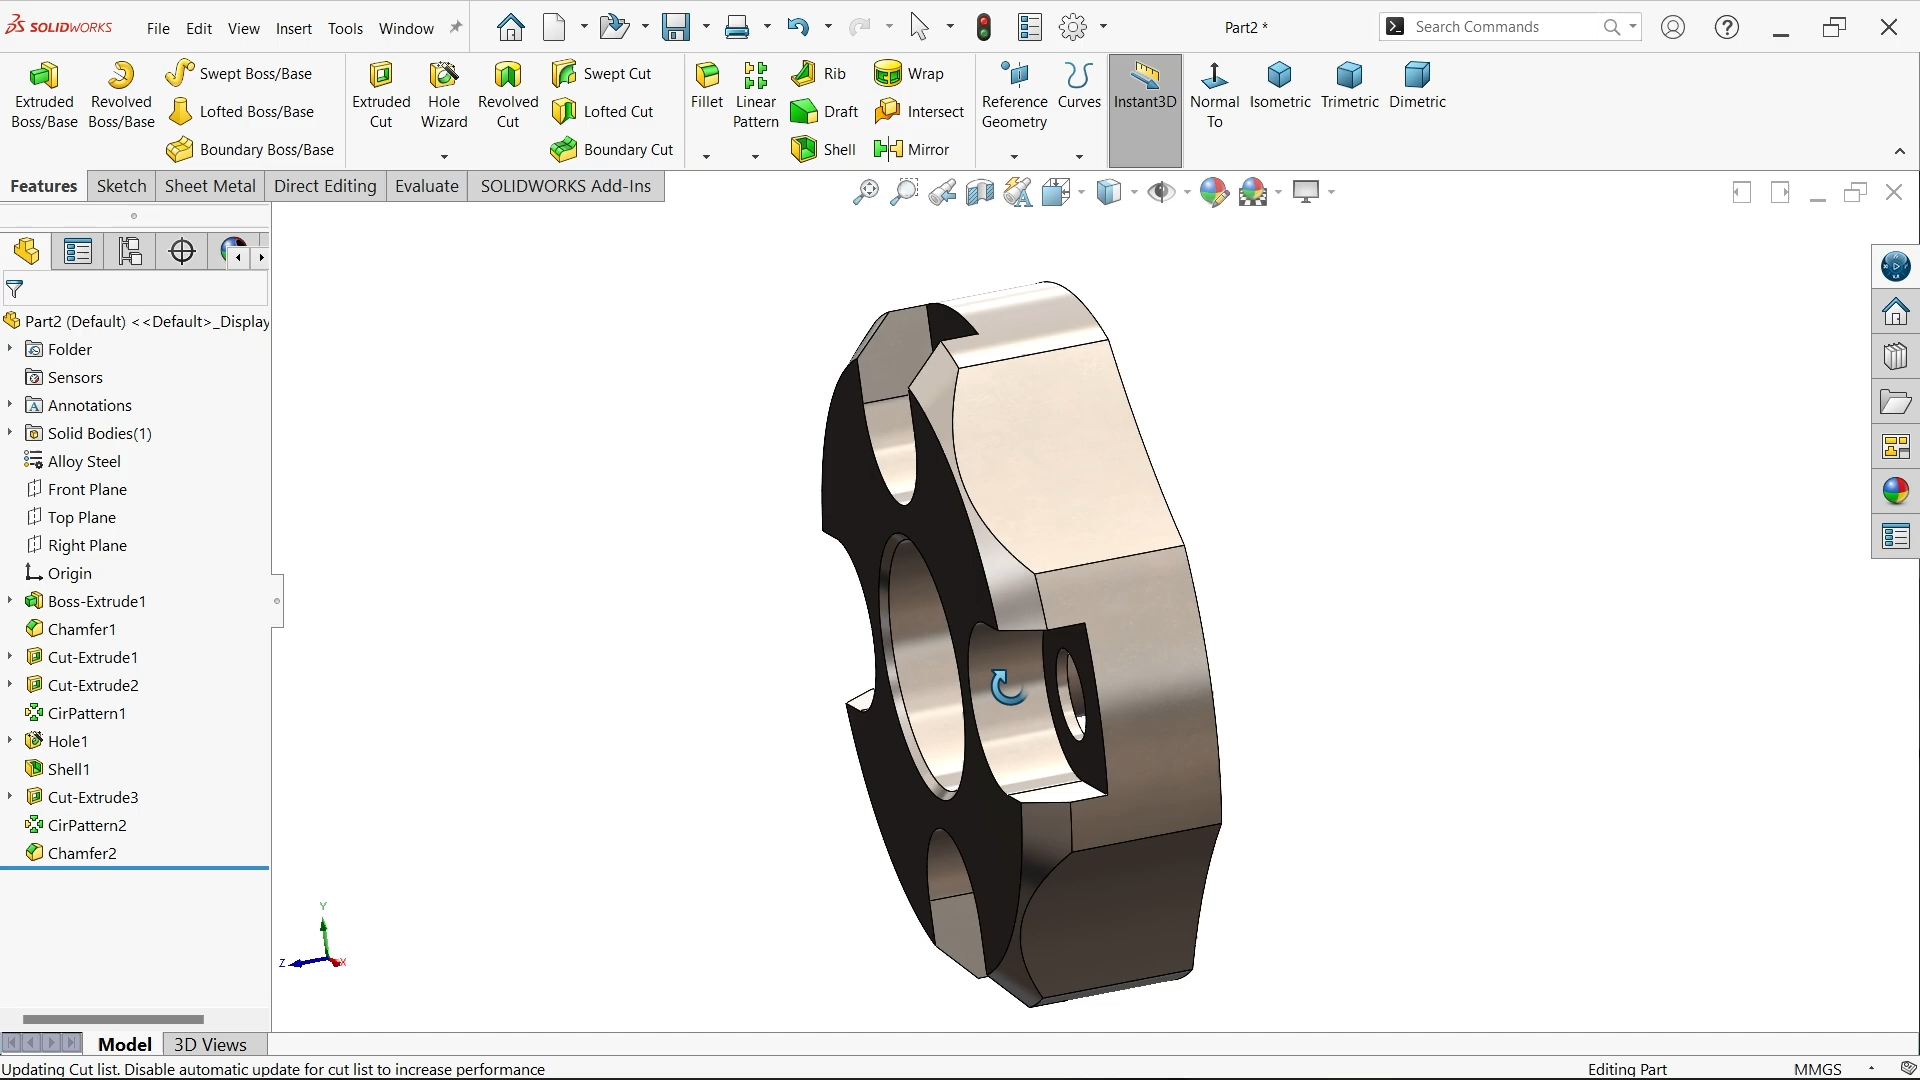 SOLIDWORKS File Edit View Insert Tools Window Part2 * Search Commands
Extruded Boss/Base
Revolved Boss/Base
Swept Boss/Base
Lofted Boss/Base
Boundary Boss/Base
Extruded Cut
Hole Wizard
Revolved Cut
Swept Cut
Lofted Cut
Boundary Cut
Fillet
Linear Pattern
Rib
Draft
Shell
Wrap
Intersect
Mirror
Reference Geometry
Curves
Instant3D
Normal To
Isometric
Trimetric
Dimetric
Features Sketch Sheet Metal Direct Editing Evaluate SOLIDWORKS Add-Ins
Part2 (Default) <<Default>_Display
Folder
Sensors
Annotations
Solid Bodies(1)
Alloy Steel
Front Plane
Top Plane
Right Plane
Origin
Boss-Extrude1
Chamfer1
Cut-Extrude1
Cut-Extrude2
CirPattern1
Hole1
Shell1
Cut-Extrude3
CirPattern2
Chamfer2
Y
Z X
Model 3D Views
Updating Cut list. Disable automatic update for cut list to increase performance Editing Part MMGS